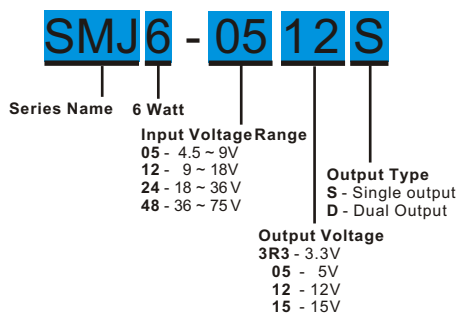 SMJ6 - 05 12 S
Series Name
6 Watt
Input Voltage Range
05 - 4.5 ~ 9V
12 - 9 ~ 18V
24 - 18 ~ 36 V
48 - 36 ~ 75 V
Output Type
S - Single output
D - Dual Output
Output Voltage
3R3 - 3.3V
05 - 5V
12 - 12V
15 - 15V